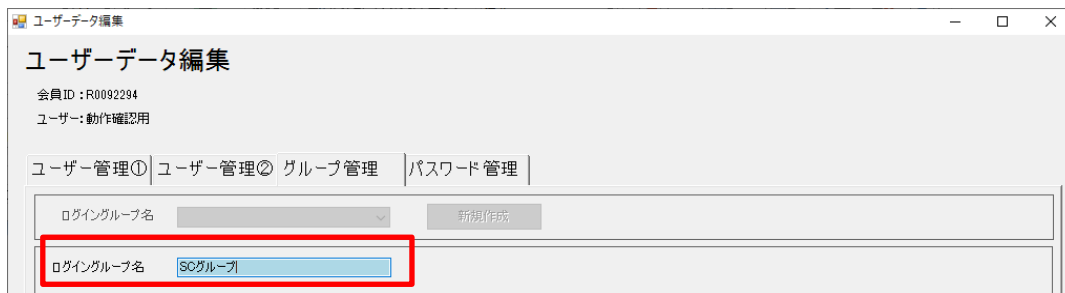 ユーザーデータ編集
ユーザーデータ編集
会員ID:R0092294
ユーザー:動作確認用
ユーザー管理① ユーザー管理② グループ管理 パスワード管理
ログイングループ名 新規作成
ログイングループ名 SCグループ